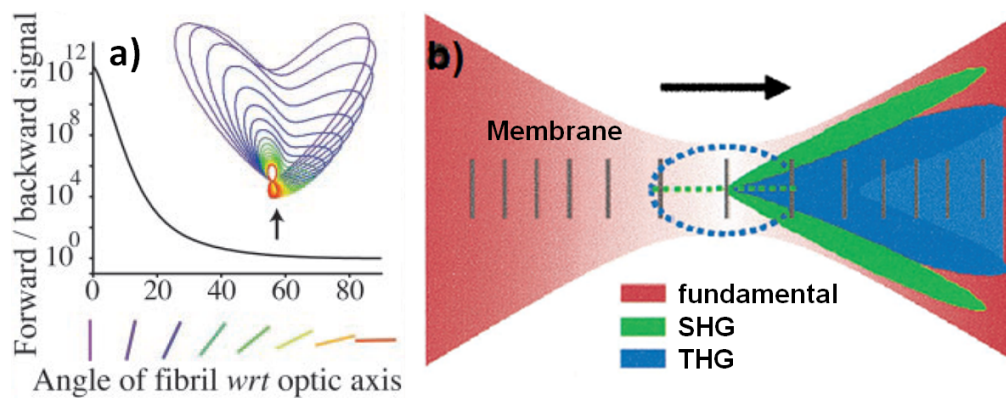 a)
Forward / backward signal
10^12
10^8
10^4
10^0
0 20 40 60 80
Angle of fibril wrt optic axis
b)
Membrane
fundamental
SHG
THG